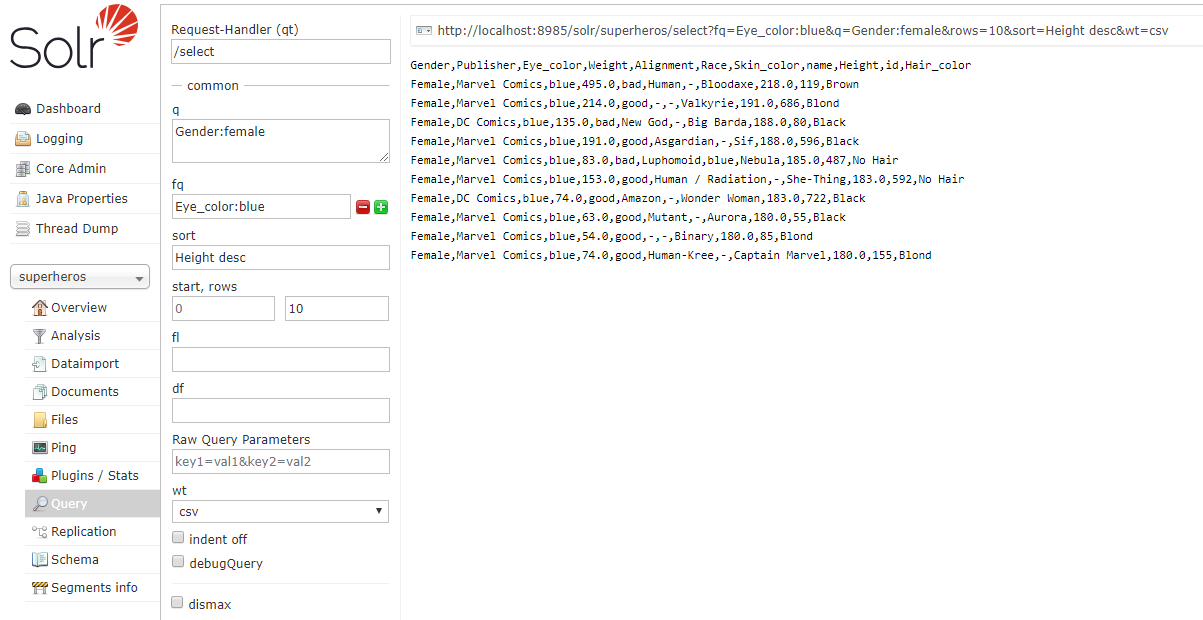 Solr
Dashboard
Logging
Core Admin
Java Properties
Thread Dump
superheros
Overview
Analysis
Dataimport
Documents
Files
Ping
Plugins / Stats
Query
Replication
Schema
Segments info
Request-Handler (qt)
/select
common
q
Gender:female
fq
Eye_color:blue
sort
Height desc
start, rows
0 10
fl
df
Raw Query Parameters
key1=val1&key2=val2
wt
csv
indent off
debugQuery
dismax
http://localhost:8985/solr/superheros/select?fq=Eye_color:blue&q=Gender:female&rows=10&sort=Height desc&wt=csv
Gender,Publisher,Eye_color,Weight,Alignment,Race,Skin_color,name,Height,id,Hair_color
Female,Marvel Comics,blue,495.0,bad,Human,-,Bloodaxe,218.0,119,Brown
Female,Marvel Comics,blue,214.0,good,-,-,Valkyrie,191.0,686,Blond
Female,DC Comics,blue,135.0,bad,New God,-,Big Barda,188.0,80,Black
Female,Marvel Comics,blue,191.0,good,Asgardian,-,Sif,188.0,596,Black
Female,Marvel Comics,blue,83.0,bad,Luphomoid,blue,Nebula,185.0,487,No Hair
Female,Marvel Comics,blue,153.0,good,Human / Radiation,-,She-Thing,183.0,592,No Hair
Female,DC Comics,blue,74.0,good,Amazon,-,Wonder Woman,183.0,722,Black
Female,Marvel Comics,blue,63.0,good,Mutant,-,Aurora,180.0,55,Black
Female,Marvel Comics,blue,54.0,good,-,-,Binary,180.0,85,Blond
Female,Marvel Comics,blue,74.0,good,Human-Kree,-,Captain Marvel,180.0,155,Blond